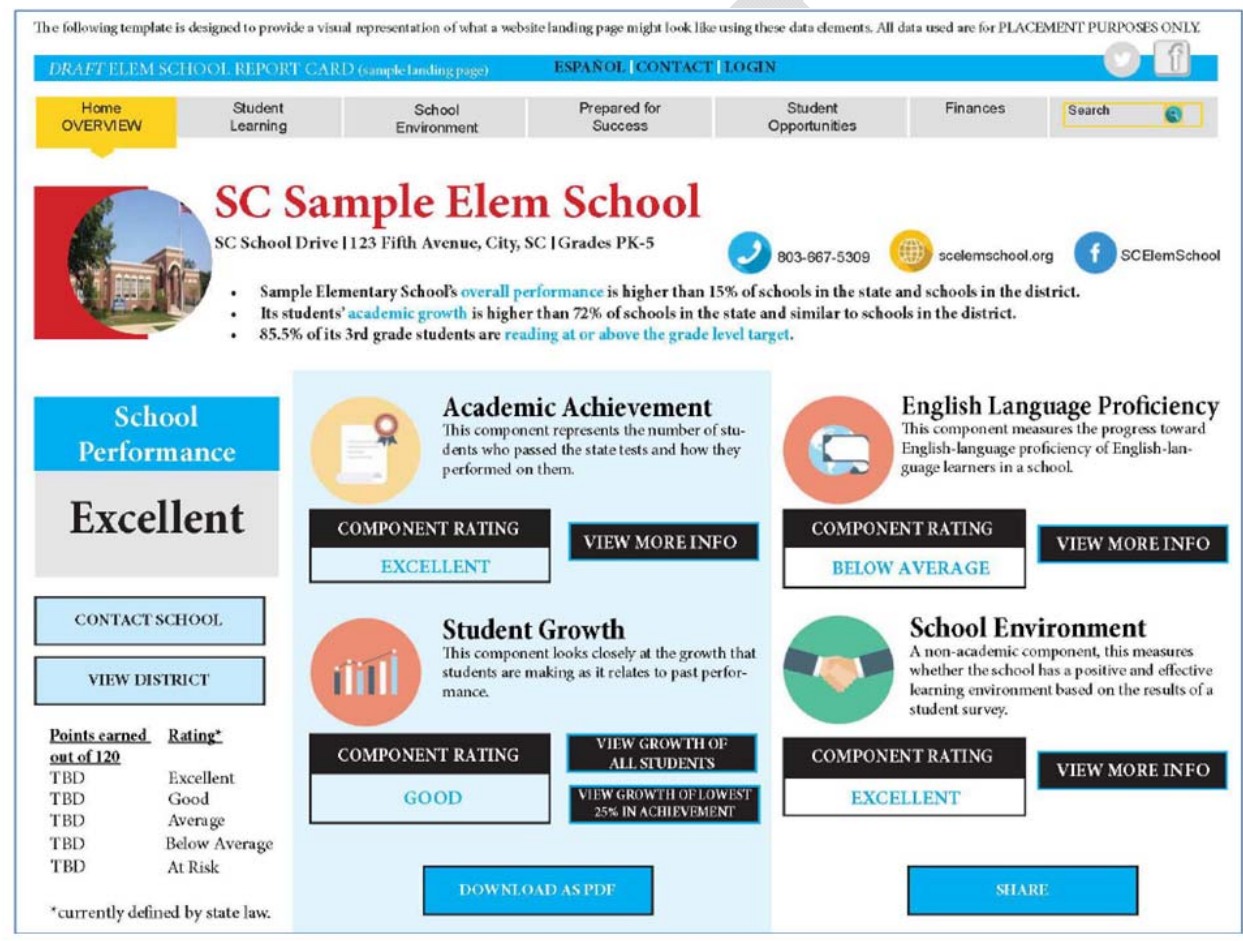 The following template is designed to provide a visual representation of what a website landing page might look like using these data elements. All data used are for PLACEMENT PURPOSES ONLY.
DRAFT ELEM SCHOOL REPORT CARD (sample landing page)
ESPAÑOL | CONTACT | LOGIN
Home
OVERVIEW
Student
Learning
School
Environment
Prepared for
Success
Student
Opportunities
Finances
Search
SC Sample Elem School
SC School Drive | 123 Fifth Avenue, City, SC | Grades PK-5
803-667-5309
scelemschool.org
SCElemSchool
• Sample Elementary School's overall performance is higher than 15% of schools in the state and schools in the district.
• Its students' academic growth is higher than 72% of schools in the state and similar to schools in the district.
• 85.5% of its 3rd grade students are reading at or above the grade level target.
School
Performance
Excellent
CONTACT SCHOOL
VIEW DISTRICT
Points earned Rating*
out of 120
TBD Excellent
TBD Good
TBD Average
TBD Below Average
TBD At Risk
*currently defined by state law.
Academic Achievement
This component represents the number of stu-
dents who passed the state tests and how they
performed on them.
COMPONENT RATING
EXCELLENT
VIEW MORE INFO
English Language Proficiency
This component measures the progress toward
English-language proficiency of English-lan-
guage learners in a school.
COMPONENT RATING
BELOW AVERAGE
VIEW MORE INFO
Student Growth
This component looks closely at the growth that
students are making as it relates to past perfor-
mance.
COMPONENT RATING
GOOD
VIEW GROWTH OF
ALL STUDENTS
VIEW GROWTH OF LOWEST
25% IN ACHIEVEMENT
School Environment
A non-academic component, this measures
whether the school has a positive and effective
learning environment based on the results of a
student survey.
COMPONENT RATING
EXCELLENT
VIEW MORE INFO
DOWNLOAD AS PDF
SHARE